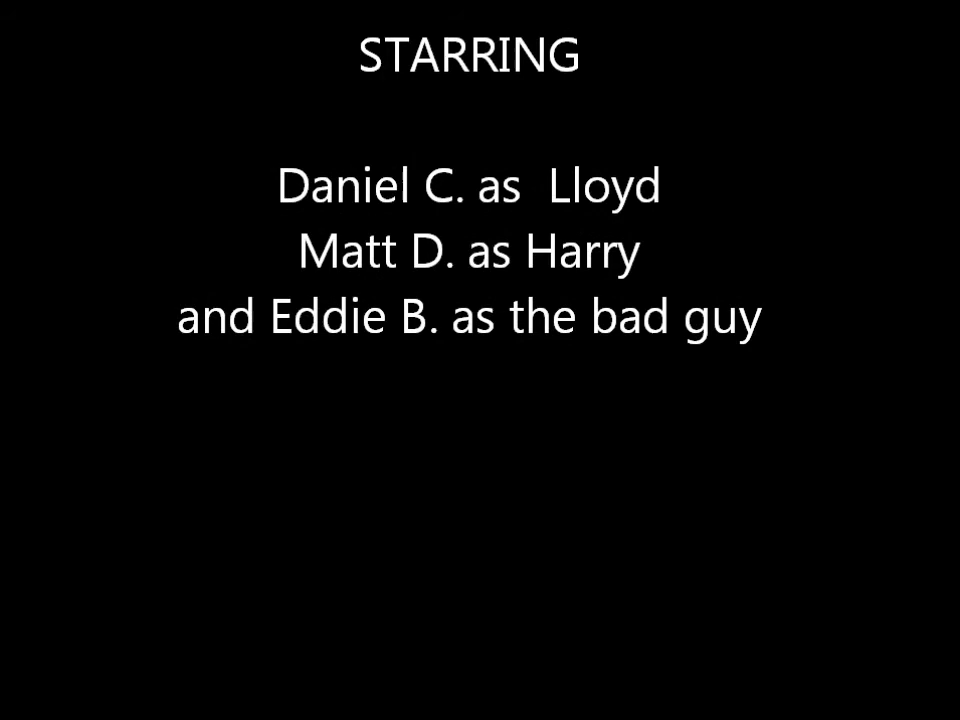 STARRING
Daniel C. as  Lloyd
Matt D. as Harry
and Eddie B. as the bad guy